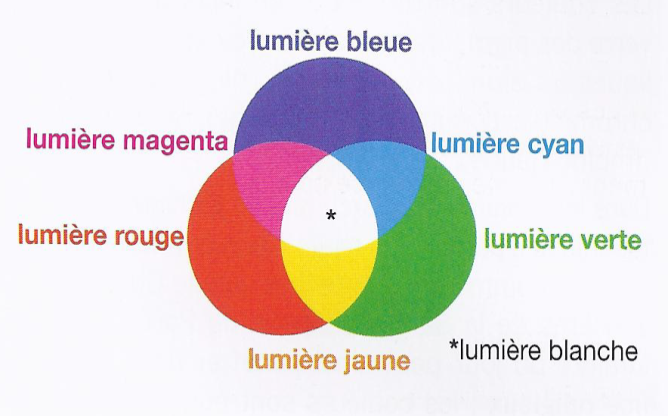 lumière bleue
lumière magenta
lumière cyan
lumière rouge
*
lumière verte
lumière jaune
*lumière blanche